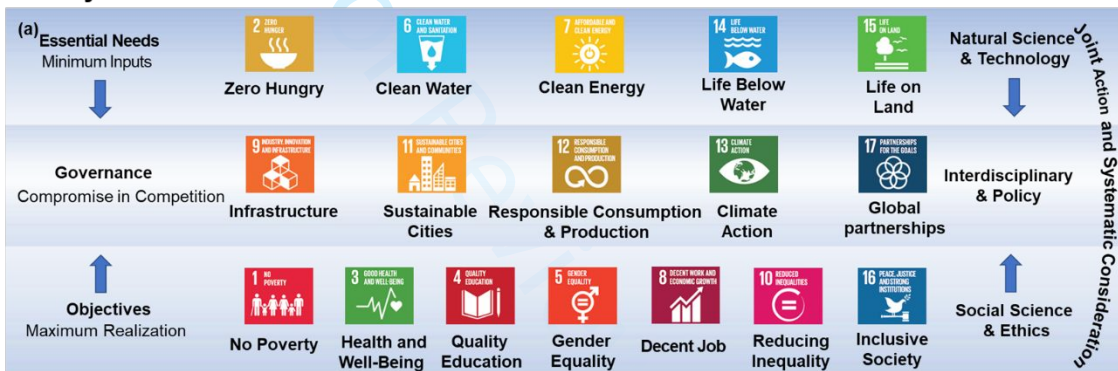 (a)
Essential Needs
Minimum Inputs
2 ZERO
HUNGER
Zero Hungry
6 CLEAN WATER
AND SANITATION
Clean Water
7 AFFORDABLE AND
CLEAN ENERGY
Clean Energy
14 LIFE
BELOW WATER
Life Below
Water
15 LIFE
ON LAND
Life on
Land
Natural Science
& Technology
Governance
Compromise in Competition
9 INDUSTRY, INNOVATION
AND INFRASTRUCTURE
Infrastructure
11 SUSTAINABLE CITIES
AND COMMUNITIES
Sustainable
Cities
12 RESPONSIBLE
CONSUMPTION
AND PRODUCTION
Responsible Consumption
& Production
13 CLIMATE
ACTION
Climate
Action
17 PARTNERSHIPS
FOR THE GOALS
Global
partnerships
Interdisciplinary
& Policy
Objectives
Maximum Realization
1 NO
POVERTY
No Poverty
3 GOOD HEALTH
AND WELL-BEING
Health and
Well-Being
4 QUALITY
EDUCATION
Quality
Education
5 GENDER
EQUALITY
Gender
Equality
8 DECENT WORK AND
ECONOMIC GROWTH
Decent Job
10 REDUCED
INEQUALITIES
Reducing
Inequality
16 PEACE, JUSTICE
AND STRONG
INSTITUTIONS
Inclusive
Society
Social Science
& Ethics
Joint Action and Systematic Consideration